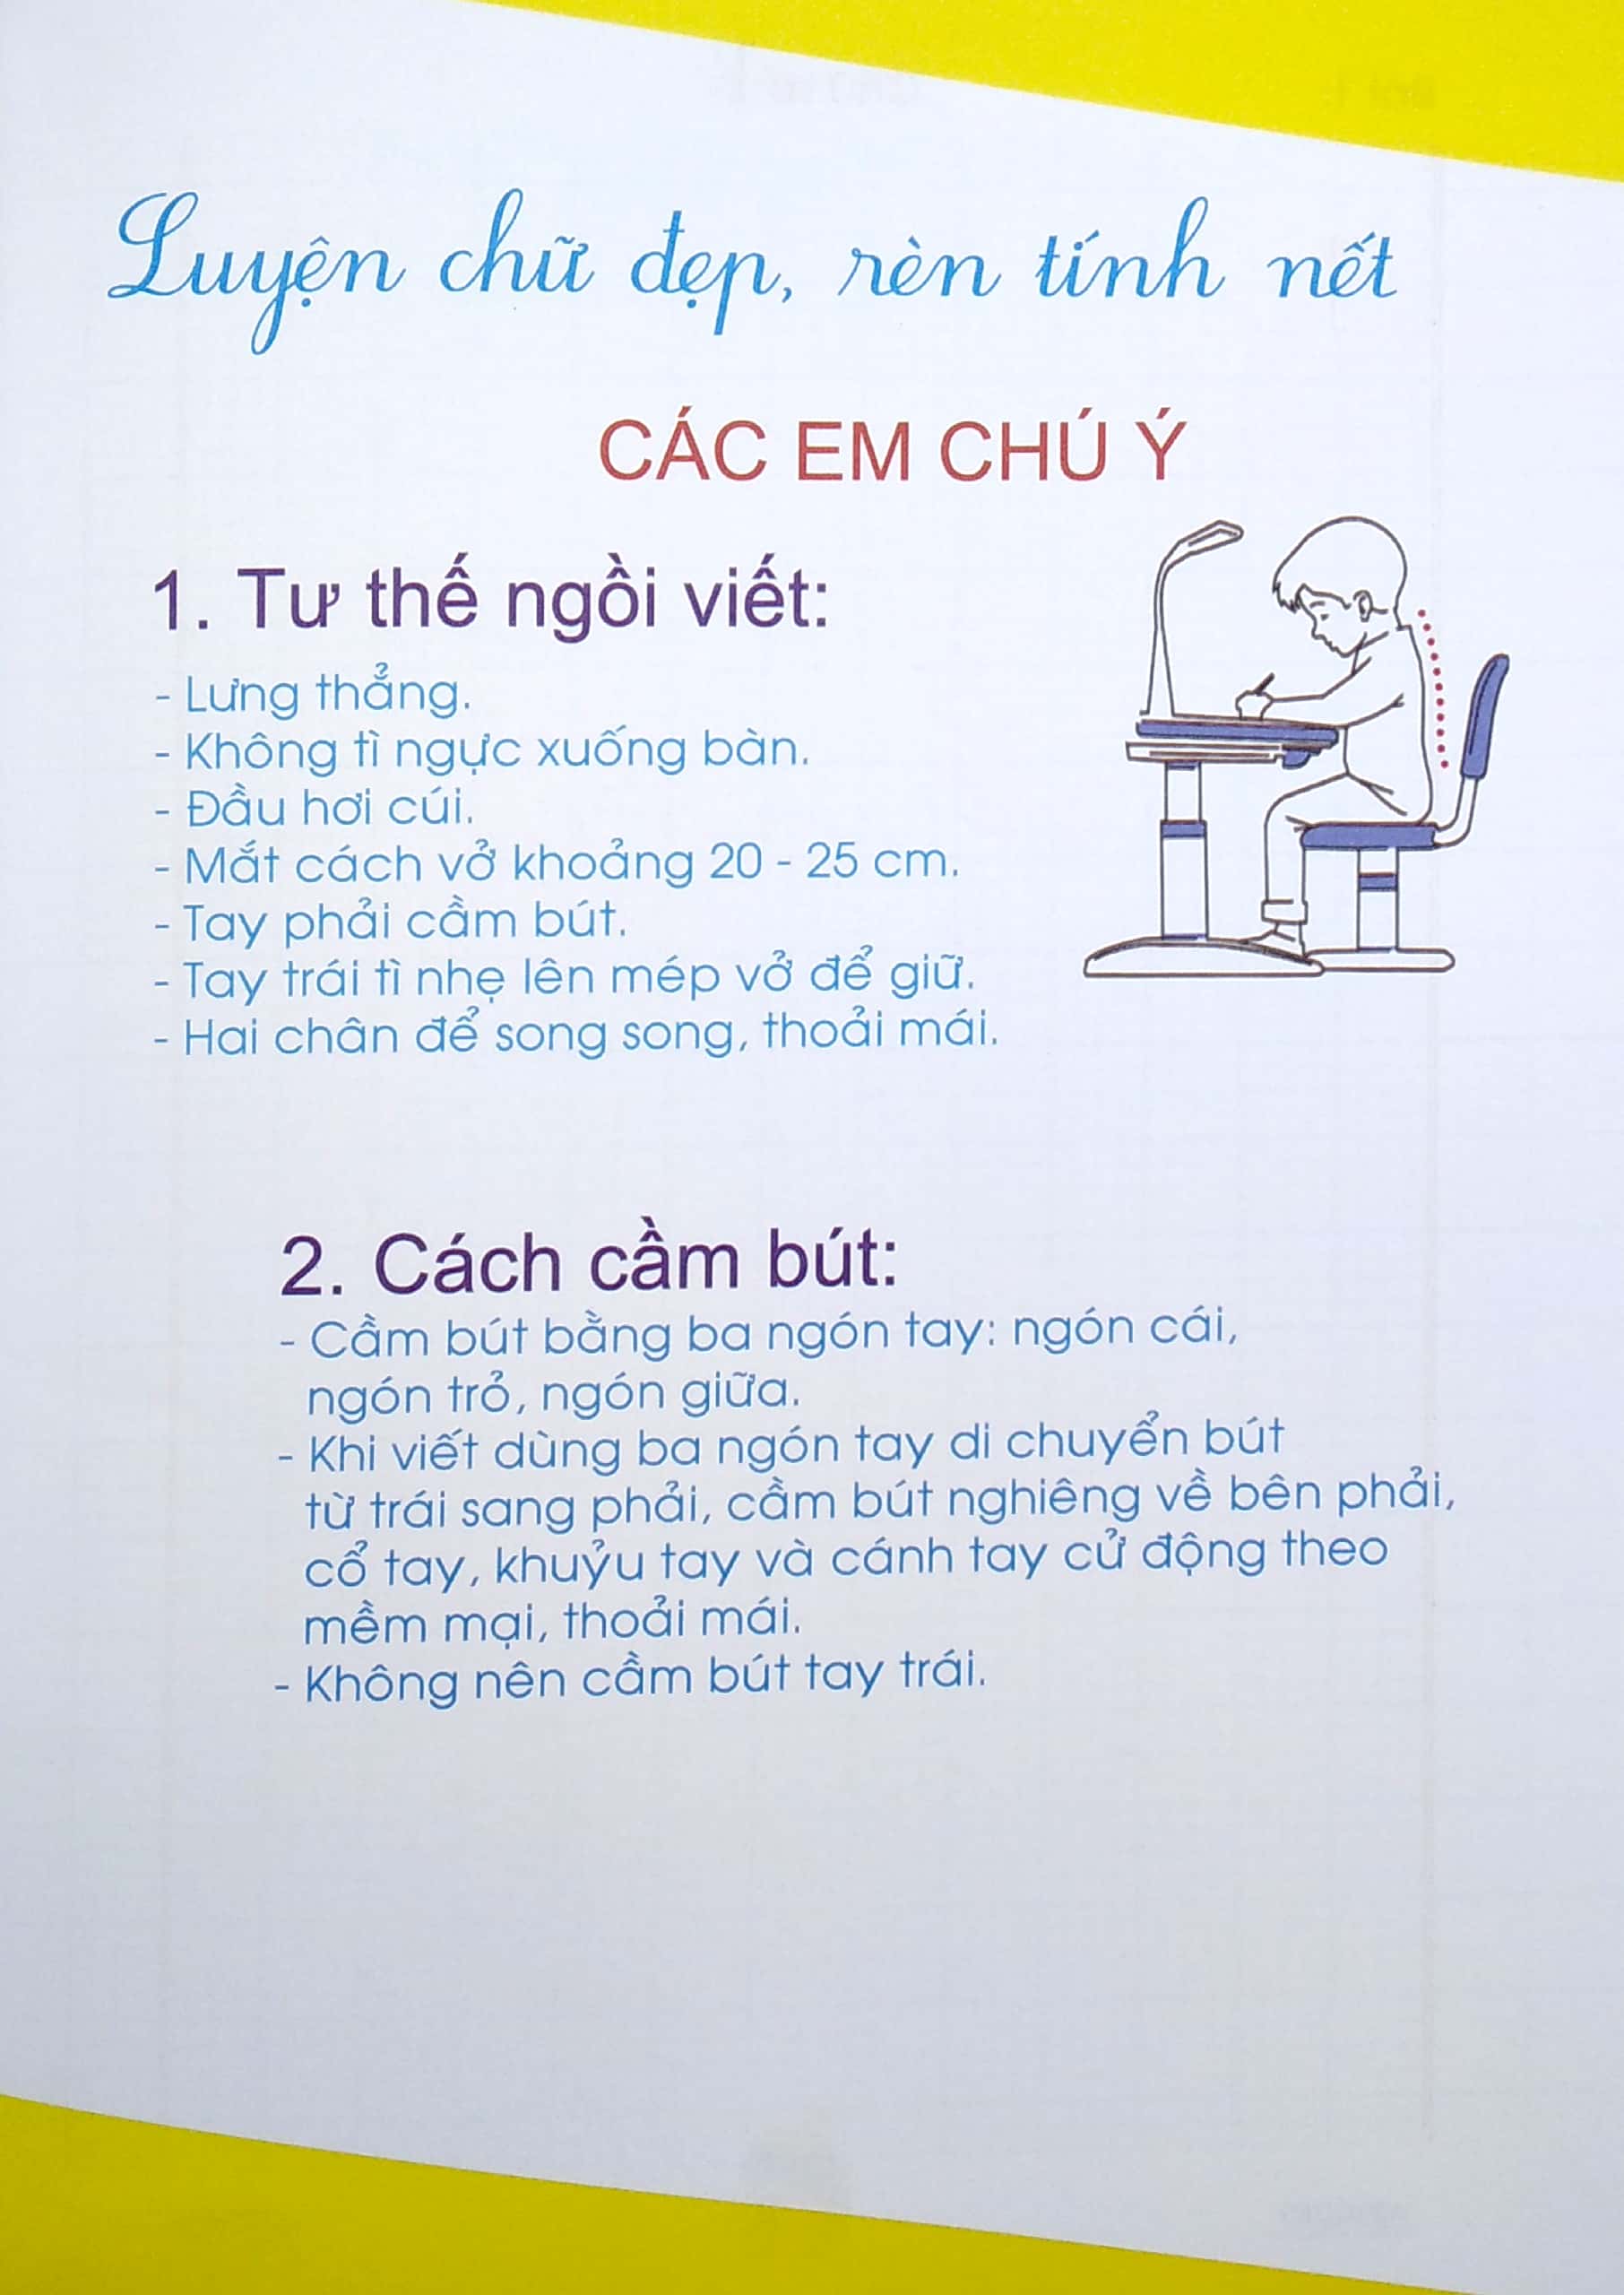 Luyện chữ đẹp, rèn tính nết
CÁC EM CHÚ Ý
1. Tư thế ngồi viết:
- Lưng thẳng.
- Không tì ngực xuống bàn.
- Đầu hơi cúi.
- Mắt cách vở khoảng 20 - 25 cm.
- Tay phải cầm bút.
- Tay trái tì nhẹ lên mép vở để giữ.
- Hai chân để song song, thoải mái.
2. Cách cầm bút:
- Cầm bút bằng ba ngón tay: ngón cái,
ngón trỏ, ngón giữa.
- Khi viết dùng ba ngón tay di chuyển bút
từ trái sang phải, cầm bút nghiêng về bên phải,
cổ tay, khuỷu tay và cánh tay cử động theo
mềm mại, thoải mái.
- Không nên cầm bút tay trái.